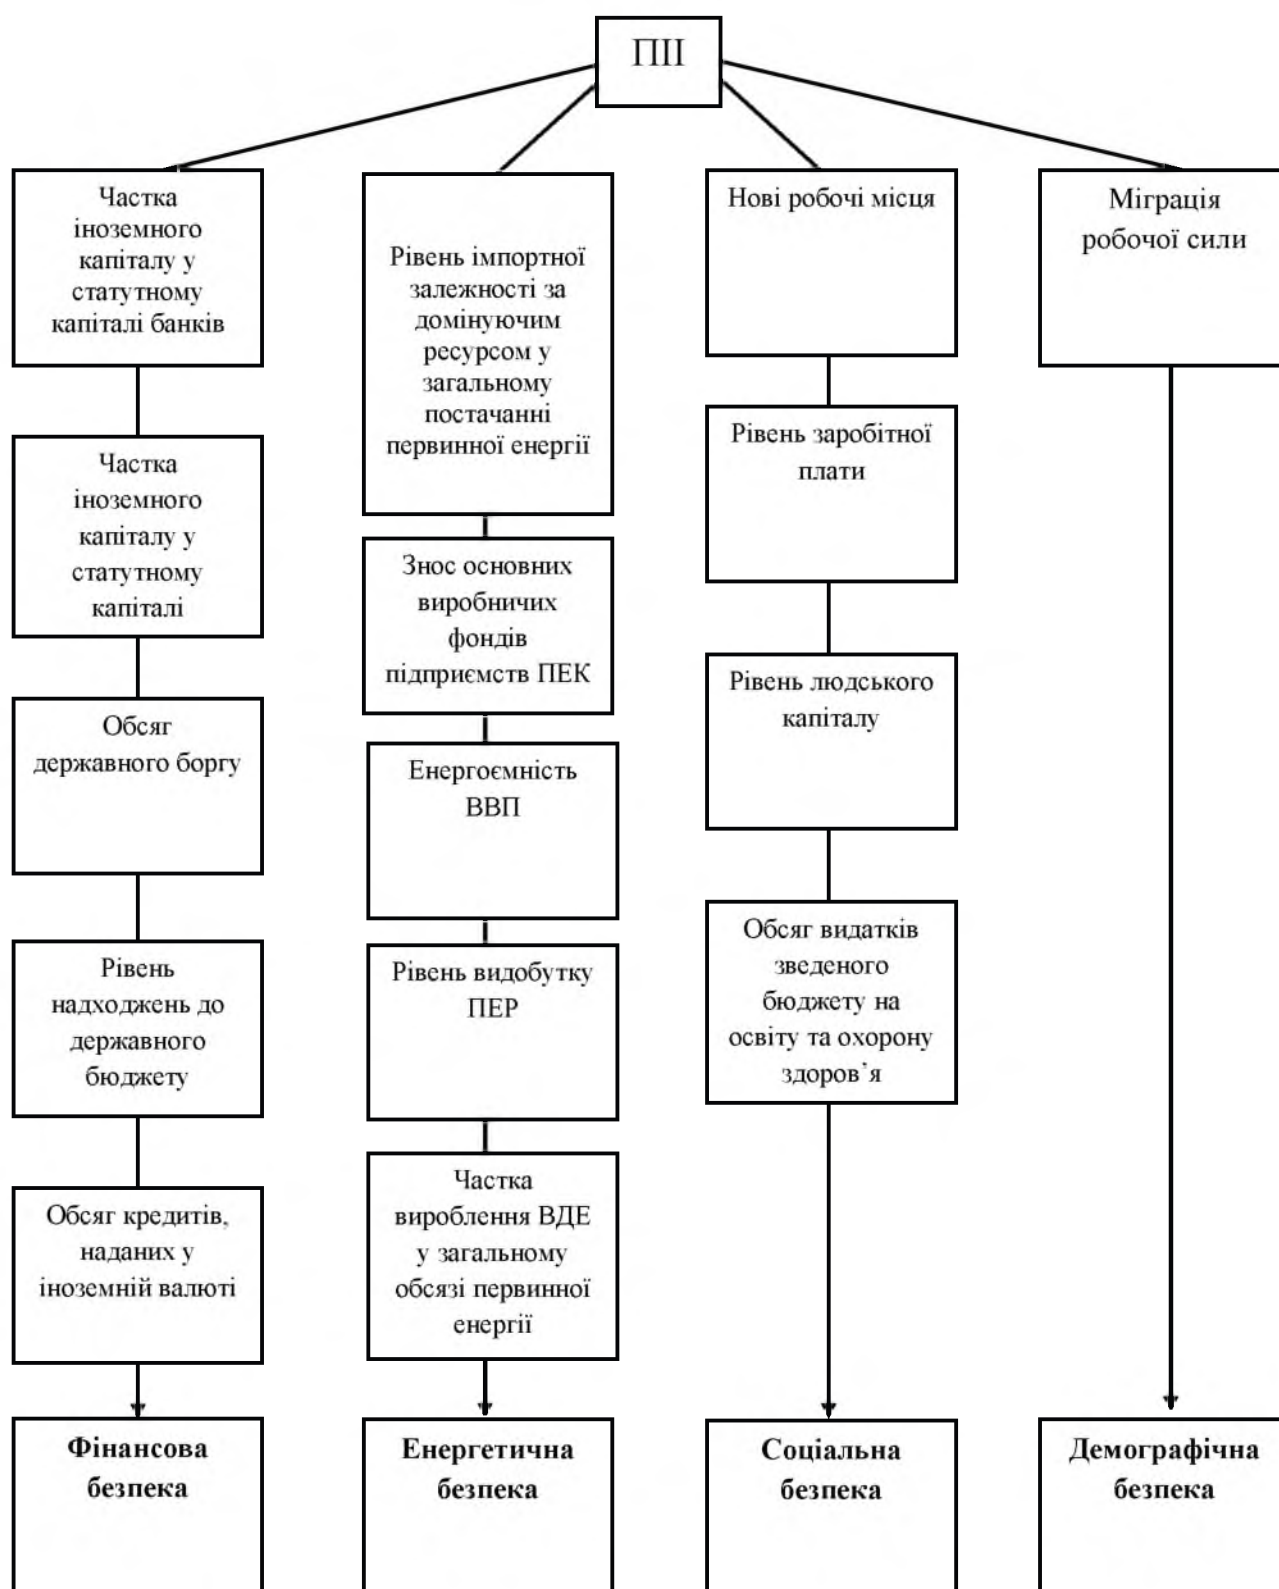 ПІІ
Частка
іноземного
капіталу у
статутному
капіталі банків
Частка
іноземного
капіталу у
статутному
капіталі
Обсяг
державного боргу
Рівень
надходжень до
державного
бюджету
Обсяг кредитів,
наданих у
іноземній валюті
Фінансова
безпека
Рівень імпортної
залежності за
домінуючим
ресурсом у
загальному
постачанні
первинної енергії
Знос основних
виробничих
фондів
підприємств ПЕК
Енергоємність
ВВП
Рівень видобутку
ПЕР
Частка
вироблення ВДЕ
у загальному
обсязі первинної
енергії
Енергетична
безпека
Нові робочі місця
Рівень заробітної
плати
Рівень людського
капіталу
Обсяг видатків
зведеного
бюджету на
освіту та охорону
здоров’я
Соціальна
безпека
Міграція
робочої сили
Демографічна
безпека